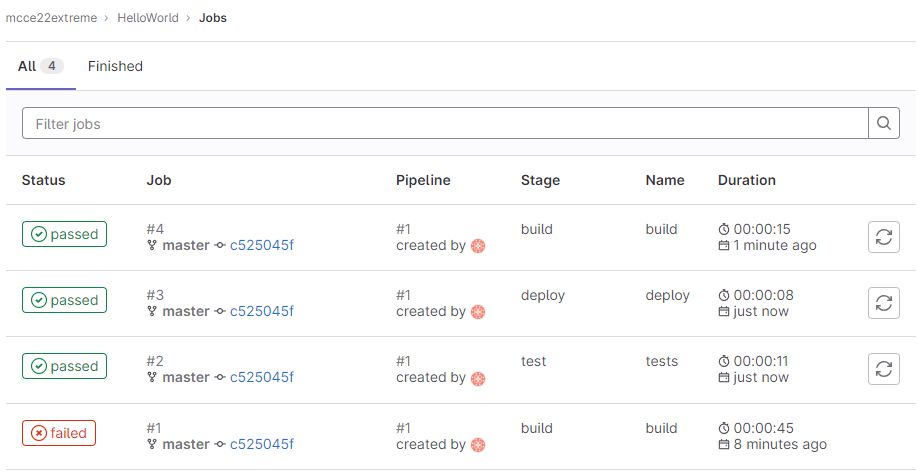 mcce22extreme › HelloWorld › Jobs
All 4 Finished
Filter jobs
Status Job Pipeline Stage Name Duration
passed #4 #1 build build 00:00:15
master c525045f created by 1 minute ago
passed #3 #1 deploy deploy 00:00:08
master c525045f created by just now
passed #2 #1 test tests 00:00:11
master c525045f created by just now
failed #1 #1 build build 00:00:45
master c525045f created by 8 minutes ago